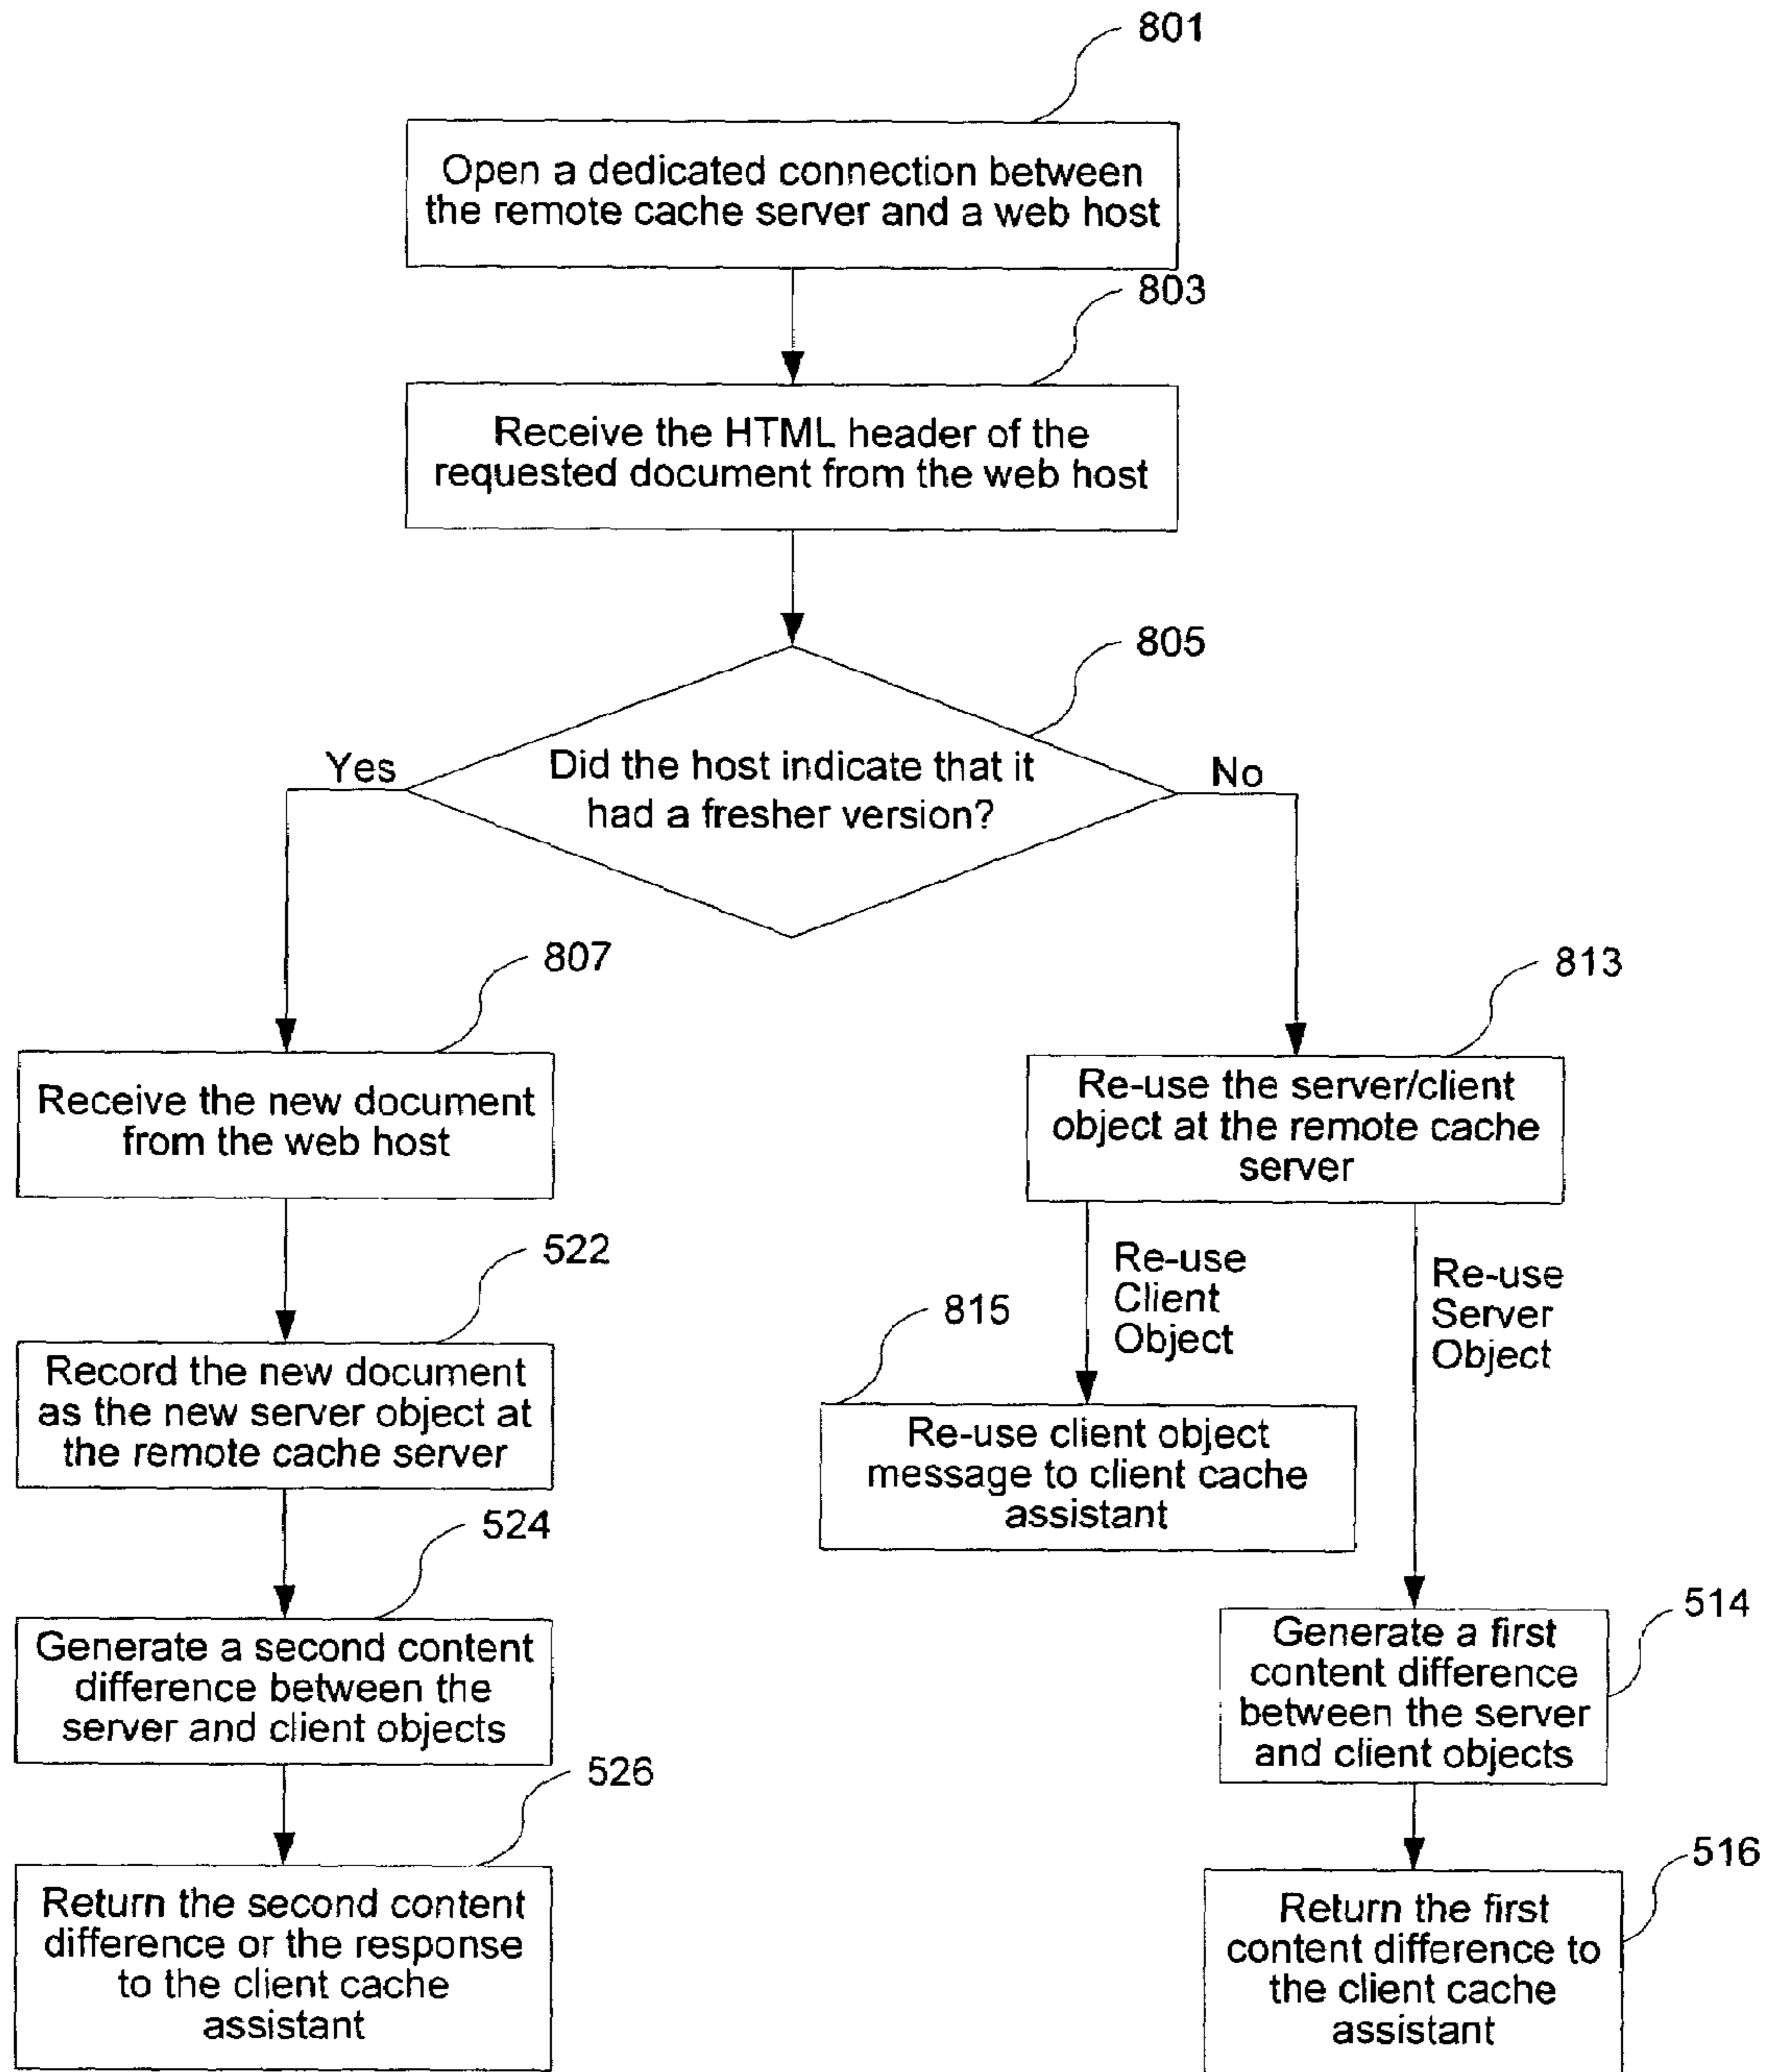 801
Open a dedicated connection between
the remote cache server and a web host
803
Receive the HTML header of the
requested document from the web host
805
Yes
Did the host indicate that it
had a fresher version?
No
807
813
Receive the new document
from the web host
Re-use the server/client
object at the remote cache
server
522
Re-use
Client
Object
Re-use
Server
Object
815
Record the new document
as the new server object at
the remote cache server
Re-use client object
message to client cache
assistant
524
514
Generate a second content
difference between the
server and client objects
Generate a first
content difference
between the server
and client objects
526
516
Return the second content
difference or the response
to the client cache
assistant
Return the first
content difference to
the client cache
assistant